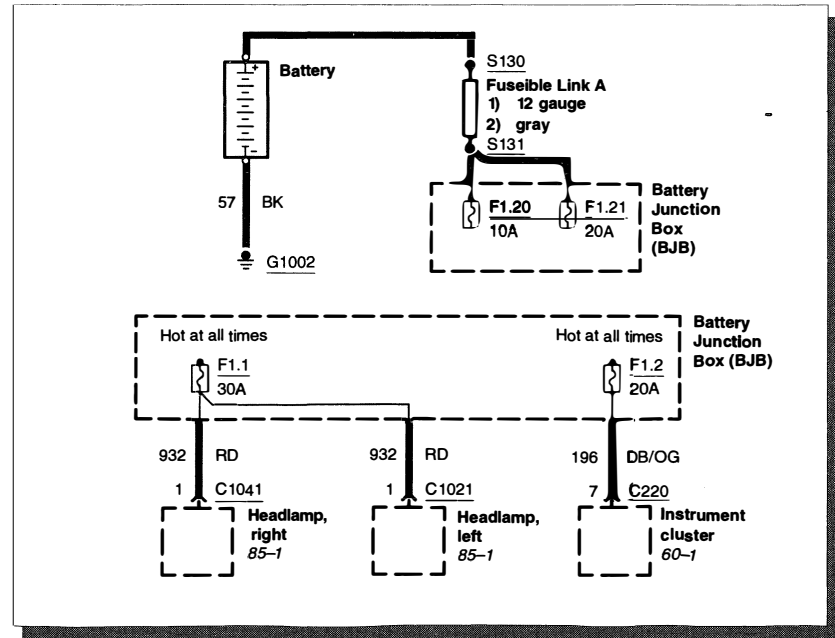 S130
Battery
Fuseible Link A
1) 12 gauge
2) gray
S131
57 BK
G1002
F1.20
10A
F1.21
20A
Battery
Junction
Box
(BJB)
Hot at all times
Hot at all times
Battery
Junction
Box (BJB)
F1.1
30A
F1.2
20A
932 RD
932 RD
196 DB/OG
1 C1041
1 C1021
7 C220
Headlamp,
right
85–1
Headlamp,
left
85–1
Instrument
cluster
60–1